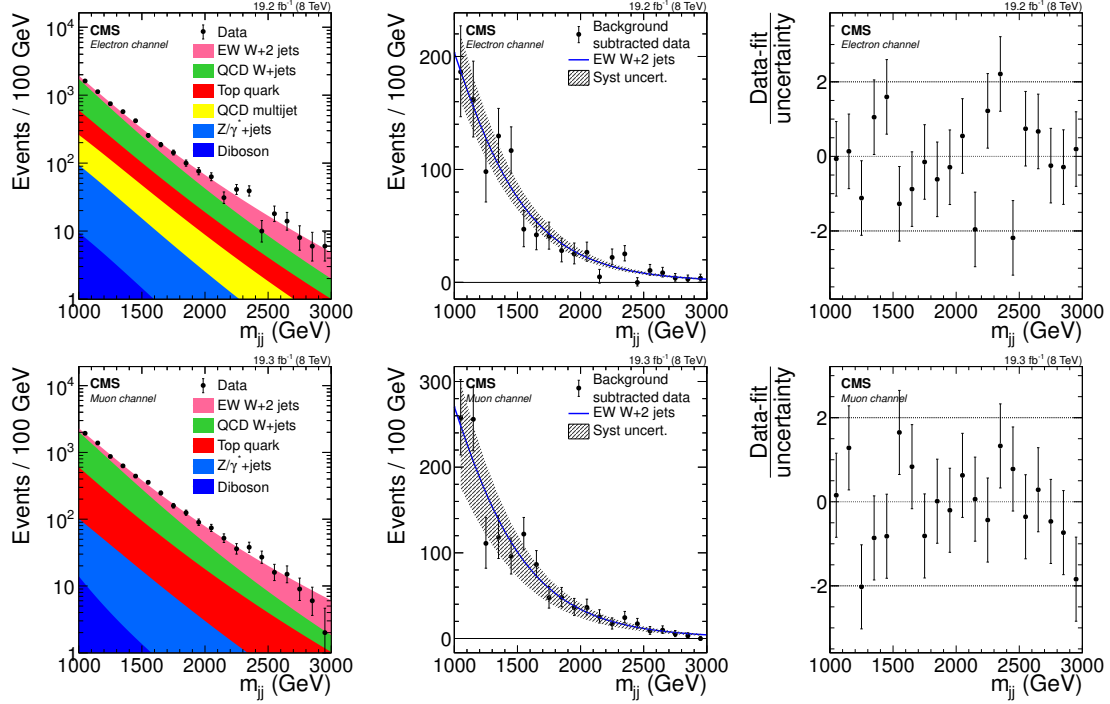 19.2 fb⁻¹ (8 TeV)
CMS
Electron channel
Data
EW W+2 jets
QCD W+jets
Top quark
QCD multijet
Z/γ*+jets
Diboson
Events / 100 GeV
10⁴
10³
10²
10
1
1000 1500 2000 2500 3000
m_jj (GeV)
19.2 fb⁻¹ (8 TeV)
CMS
Electron channel
Background
subtracted data
EW W+2 jets
Syst uncert.
Events / 100 GeV
200
100
0
1000 1500 2000 2500 3000
m_jj (GeV)
19.2 fb⁻¹ (8 TeV)
CMS
Electron channel
Data-fit
uncertainty
2
0
-2
1000 1500 2000 2500 3000
m_jj (GeV)
19.3 fb⁻¹ (8 TeV)
CMS
Muon channel
Data
EW W+2 jets
QCD W+jets
Top quark
Z/γ*+jets
Diboson
Events / 100 GeV
10⁴
10³
10²
10
1
1000 1500 2000 2500 3000
m_jj (GeV)
19.3 fb⁻¹ (8 TeV)
CMS
Muon channel
Background
subtracted data
EW W+2 jets
Syst uncert.
Events / 100 GeV
300
200
100
0
1000 1500 2000 2500 3000
m_jj (GeV)
19.3 fb⁻¹ (8 TeV)
CMS
Muon channel
Data-fit
uncertainty
2
0
-2
1000 1500 2000 2500 3000
m_jj (GeV)